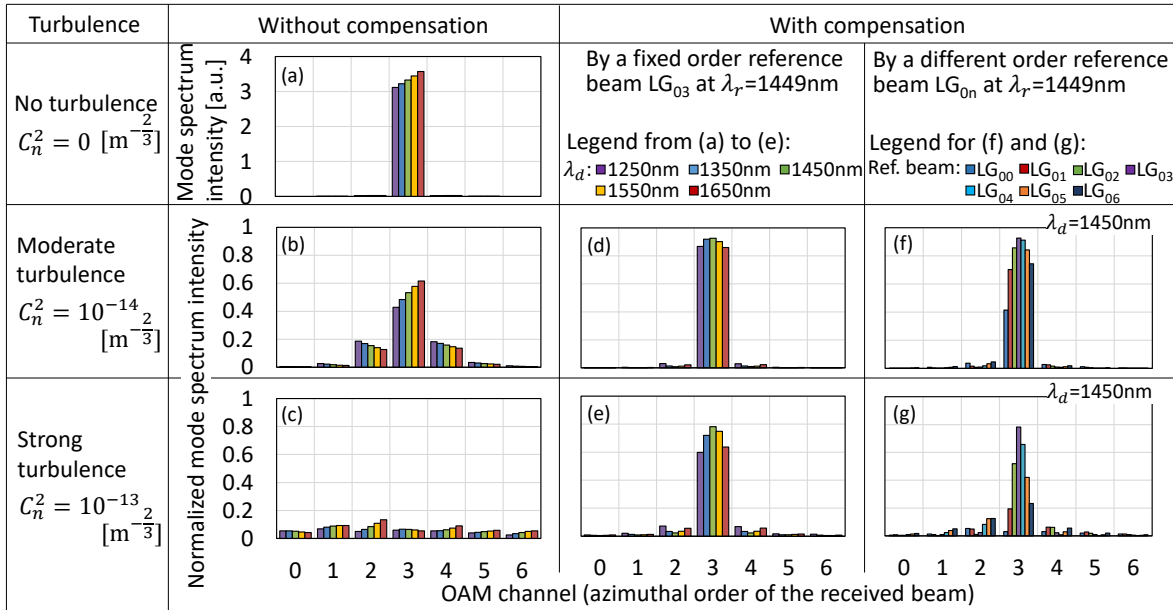 Turbulence
Without compensation
With compensation
No turbulence
C_n^2 = 0 [m^{-2/3}]
Mode spectrum
intensity [a.u.]
4
3
2
1
0
(a)
By a fixed order reference
beam LG₀₃ at λ_r=1449nm
Legend from (a) to (e):
λ_d: 1250nm 1350nm 1450nm
1550nm 1650nm
By a different order reference
beam LG₀ₙ at λ_r=1449nm
Legend for (f) and (g):
Ref. beam: LG₀₀ LG₀₁ LG₀₂ LG₀₃
LG₀₄ LG₀₅ LG₀₆
Moderate
turbulence
C_n^2 = 10^{-14}
[m^{-2/3}]
Normalized mode spectrum intensity
1
0.8
0.6
0.4
0.2
0
(b)
(d)
(f)
λ_d=1450nm
Strong
turbulence
C_n^2 = 10^{-13}
[m^{-2/3}]
1
0.8
0.6
0.4
0.2
0
(c)
(e)
(g)
λ_d=1450nm
0 1 2 3 4 5 6
0 1 2 3 4 5 6
0 1 2 3 4 5 6
OAM channel (azimuthal order of the received beam)